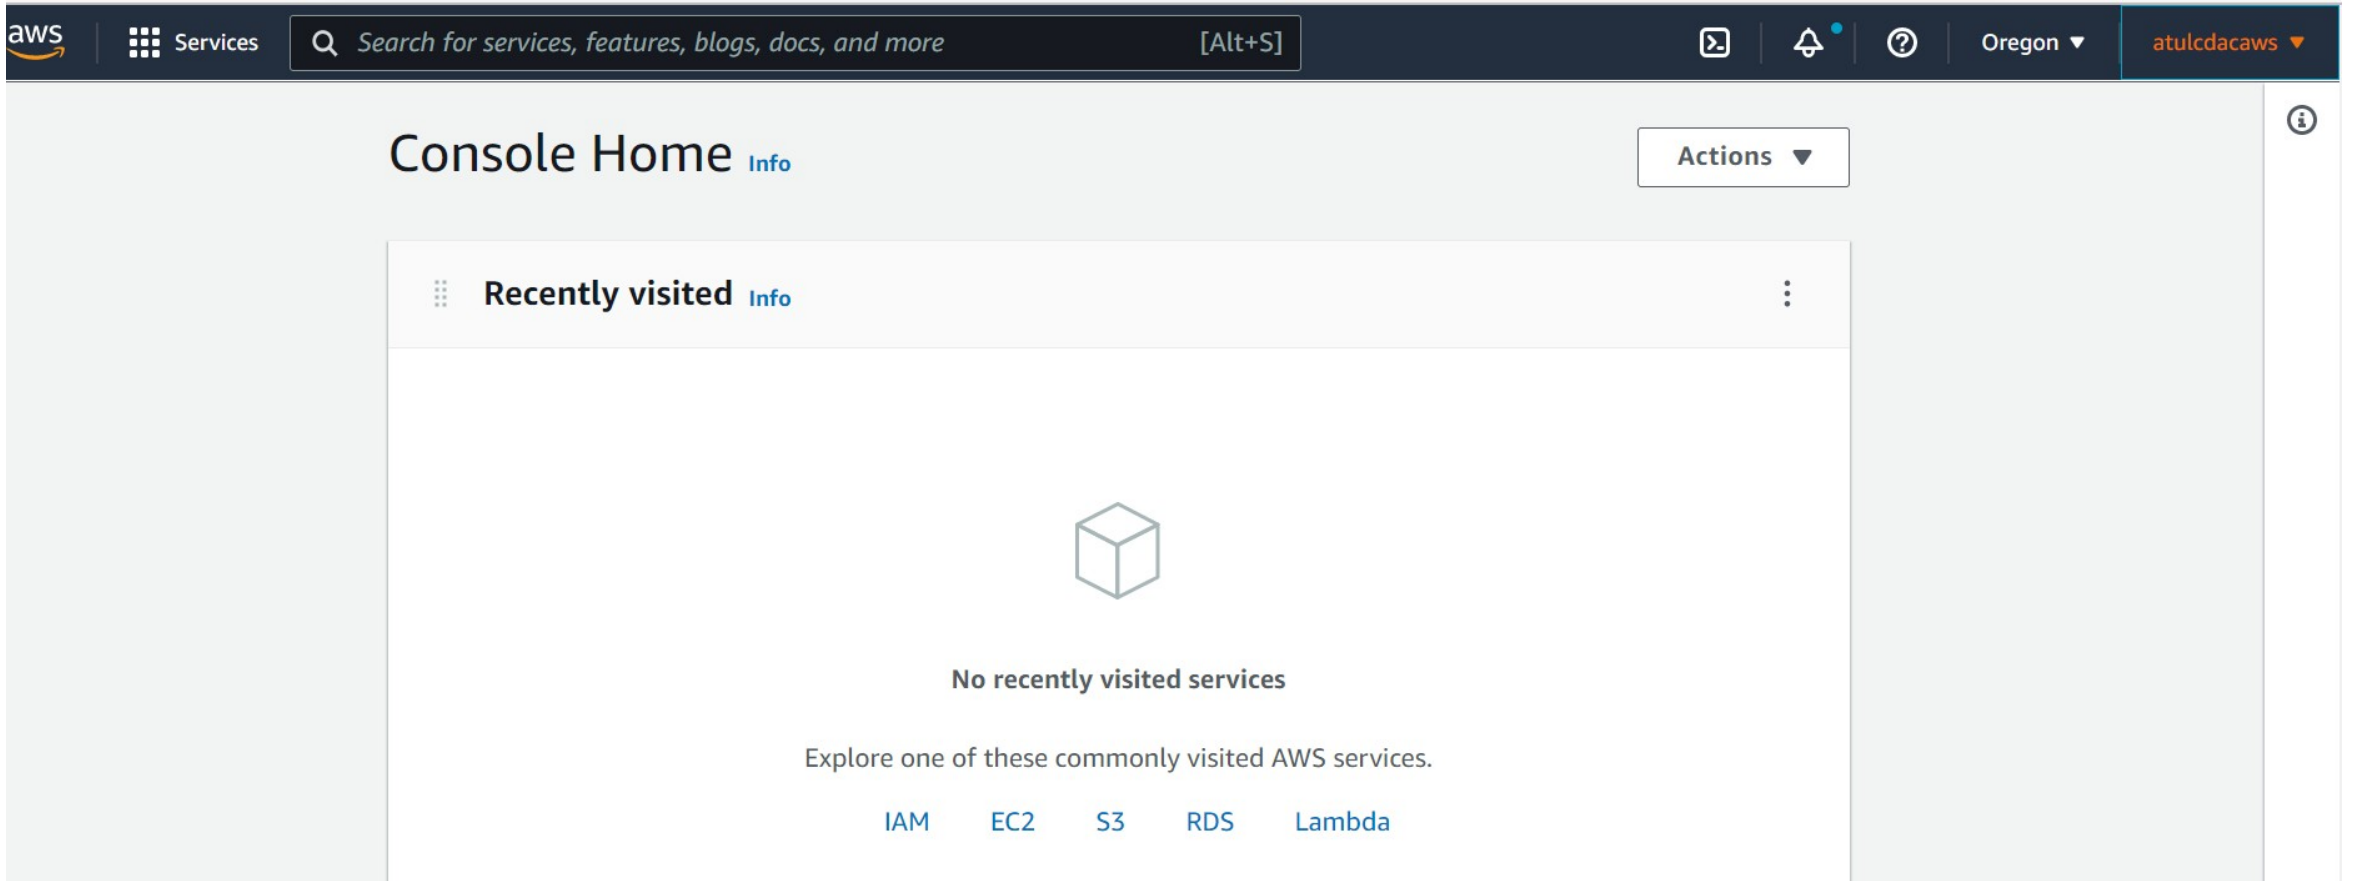 aws Services Search for services, features, blogs, docs, and more [Alt+S] Oregon ▼ atulcdacaws ▼
Console Home Info Actions ▼
Recently visited Info
No recently visited services
Explore one of these commonly visited AWS services.
IAM EC2 S3 RDS Lambda